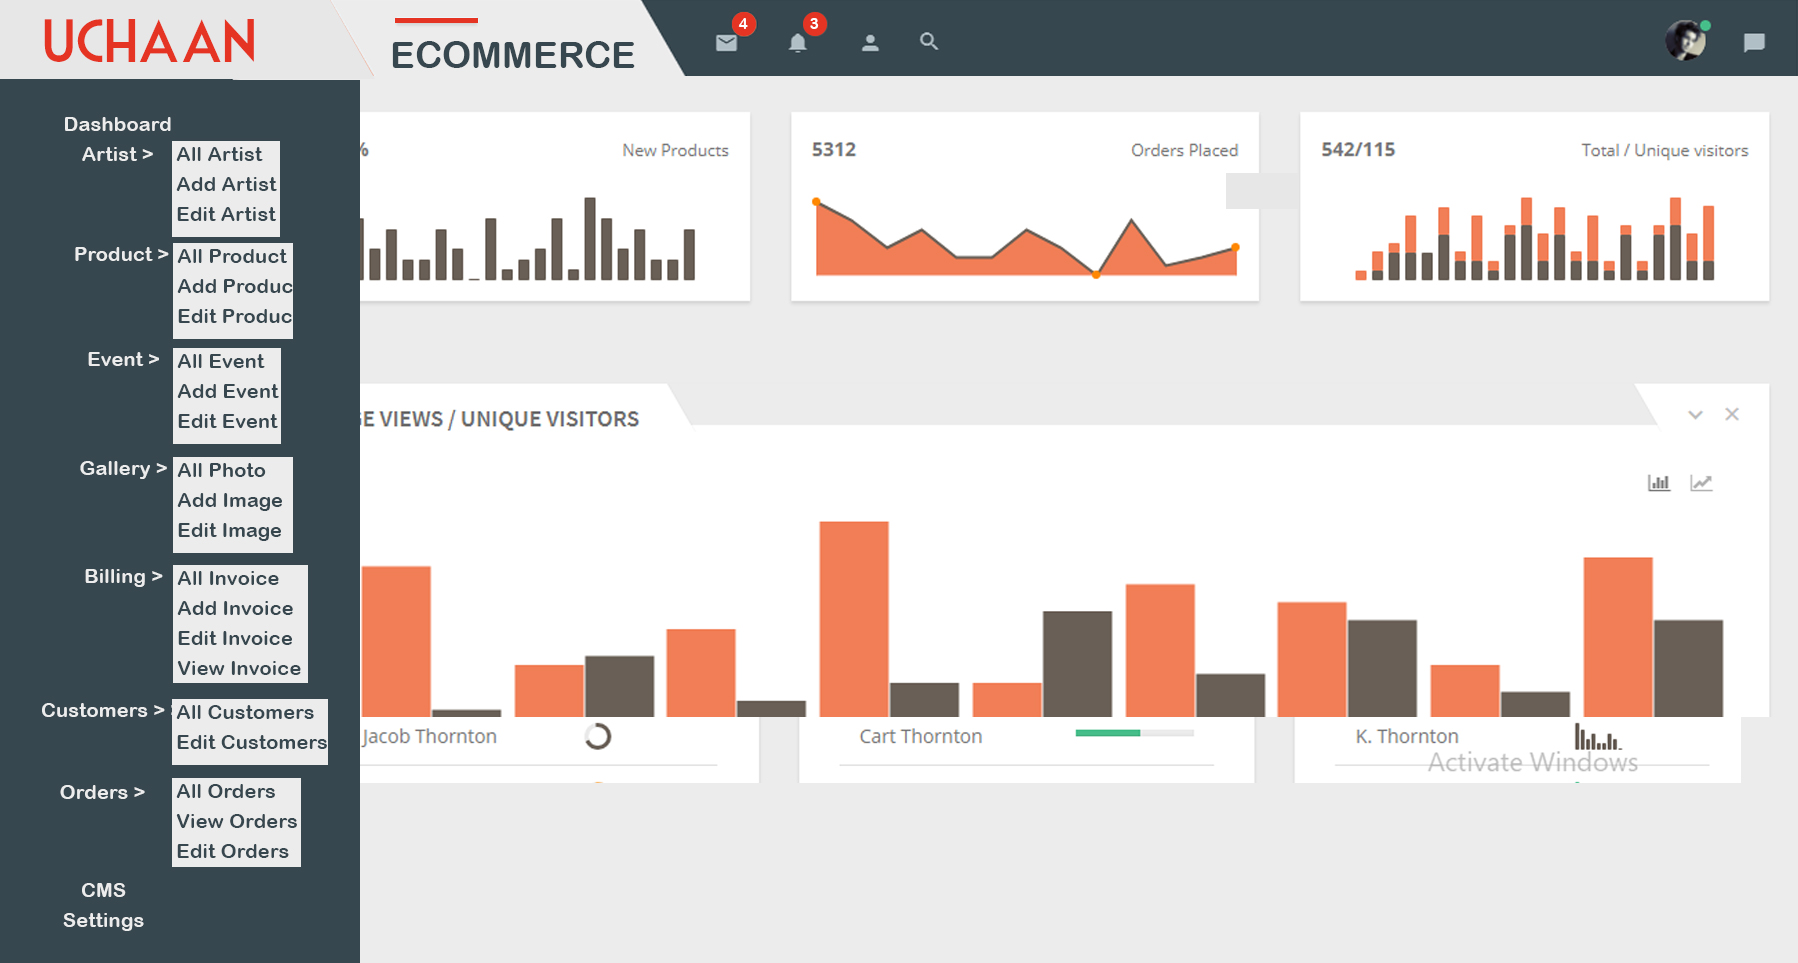 UCHAAN
ECOMMERCE
4
3
Dashboard
Artist >
All Artist
Add Artist
Edit Artist
Product >
All Product
Add Produc
Edit Produc
Event >
All Event
Add Event
Edit Event
Gallery >
All Photo
Add Image
Edit Image
Billing >
All Invoice
Add Invoice
Edit Invoice
View Invoice
Customers >
All Customers
Edit Customers
Orders >
All Orders
View Orders
Edit Orders
CMS
Settings
% New Products
5312 Orders Placed
542/115 Total / Unique visitors
GE VIEWS / UNIQUE VISITORS
Jacob Thornton
Cart Thornton
K. Thornton
Activate Windows